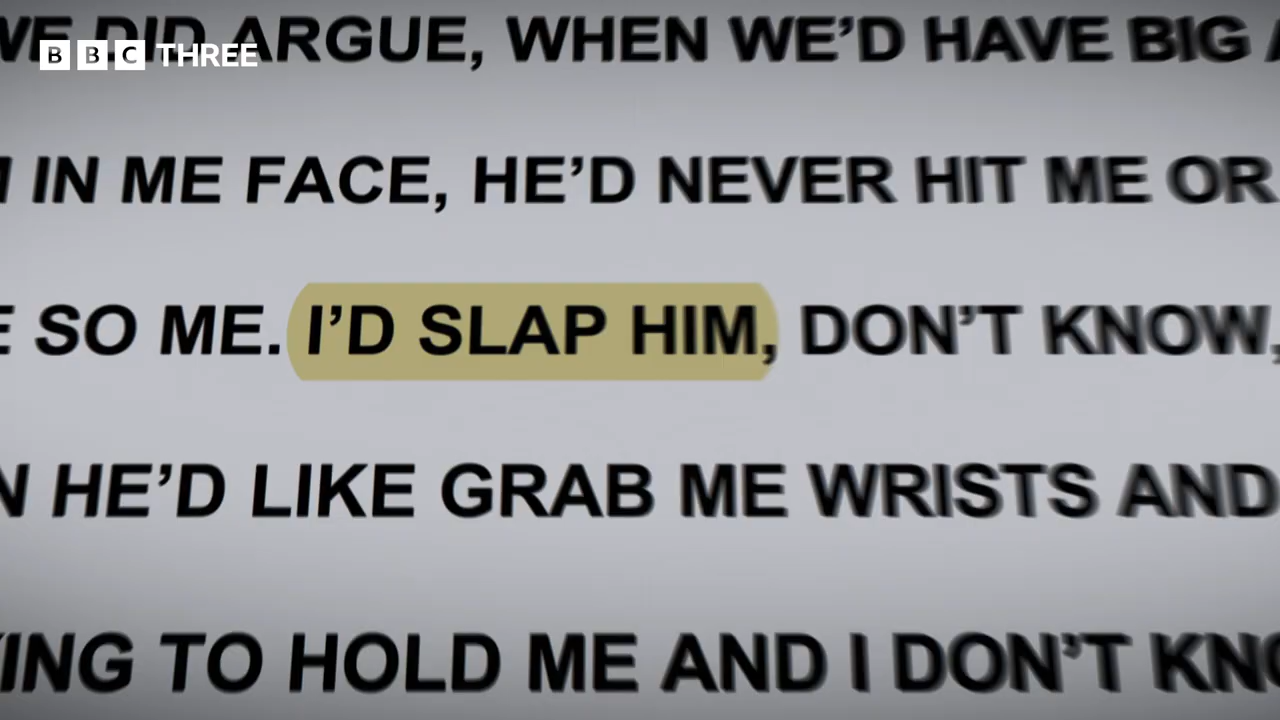 BBC THREE
WE DID ARGUE, WHEN WE’D HAVE BIG
IN ME FACE, HE’D NEVER HIT ME OR
SO ME. I’D SLAP HIM, DON’T KNOW,
HE’D LIKE GRAB ME WRISTS AND
TO HOLD ME AND I DON’T